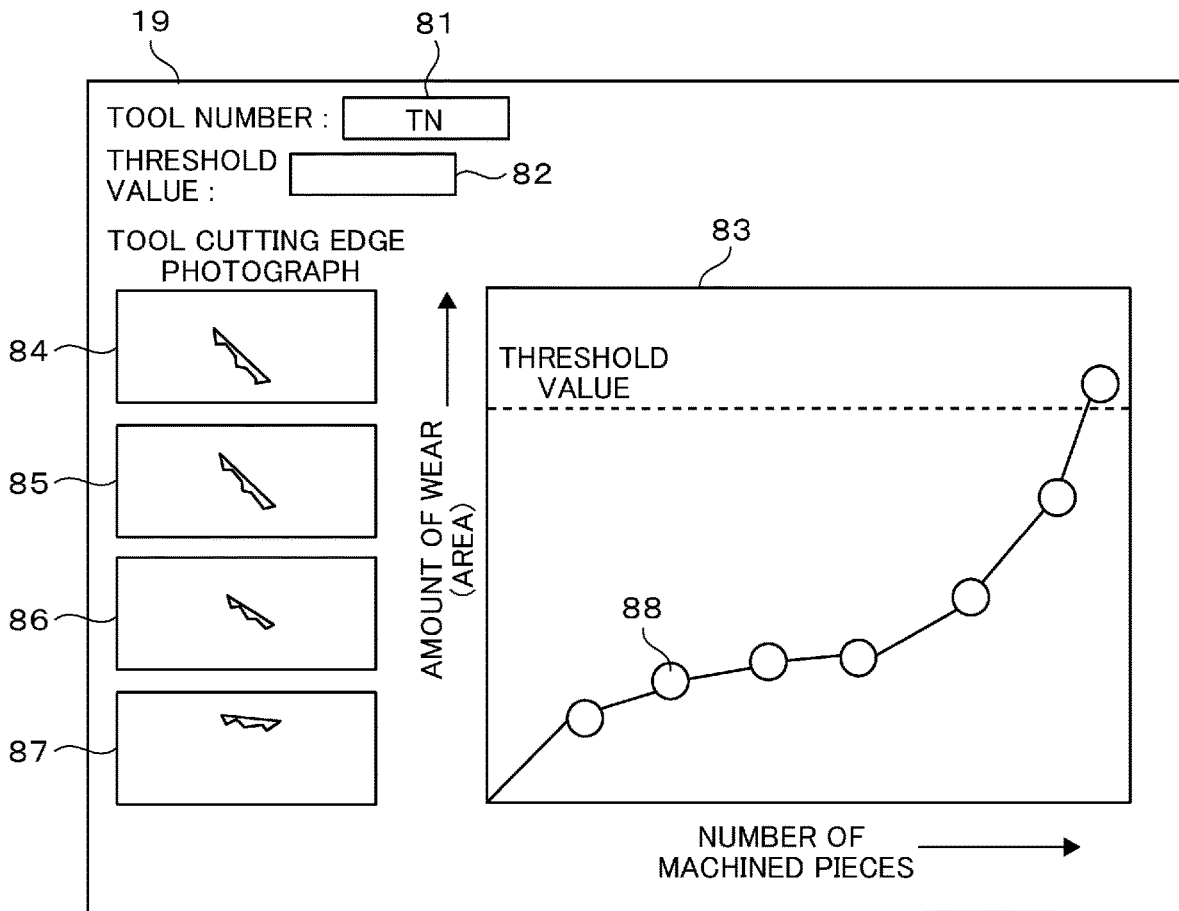 19
81
TOOL NUMBER : TN
THRESHOLD
VALUE :
82
TOOL CUTTING EDGE
PHOTOGRAPH
83
84
85
86
87
AMOUNT OF WEAR
(AREA)
THRESHOLD
VALUE
88
NUMBER OF
MACHINED PIECES